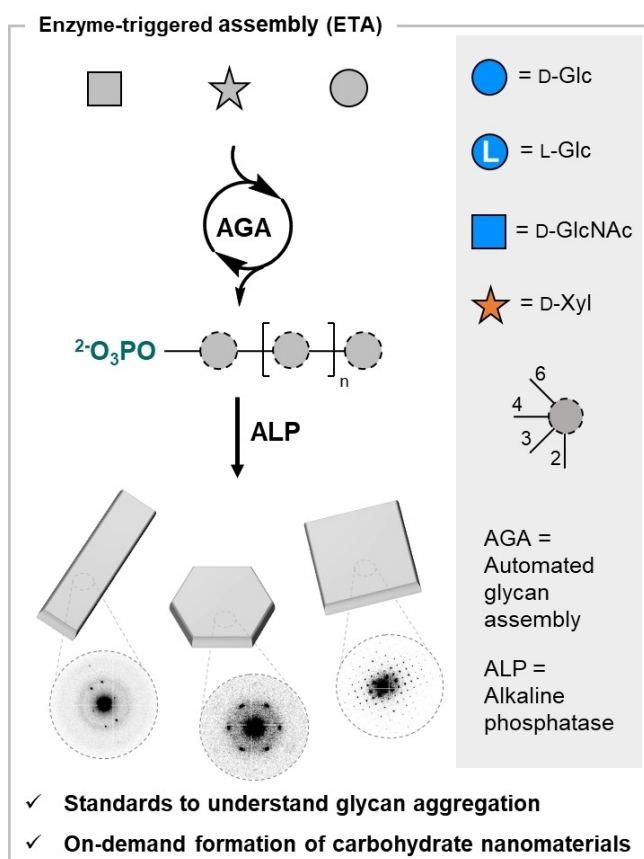 Enzyme-triggered assembly (ETA)
AGA
²⁻O₃PO
n
ALP
= D-Glc
L = L-Glc
= D-GlcNAc
= D-Xyl
6
4
3
2
AGA =
Automated
glycan
assembly
ALP =
Alkaline
phosphatase
✓ Standards to understand glycan aggregation
✓ On-demand formation of carbohydrate nanomaterials